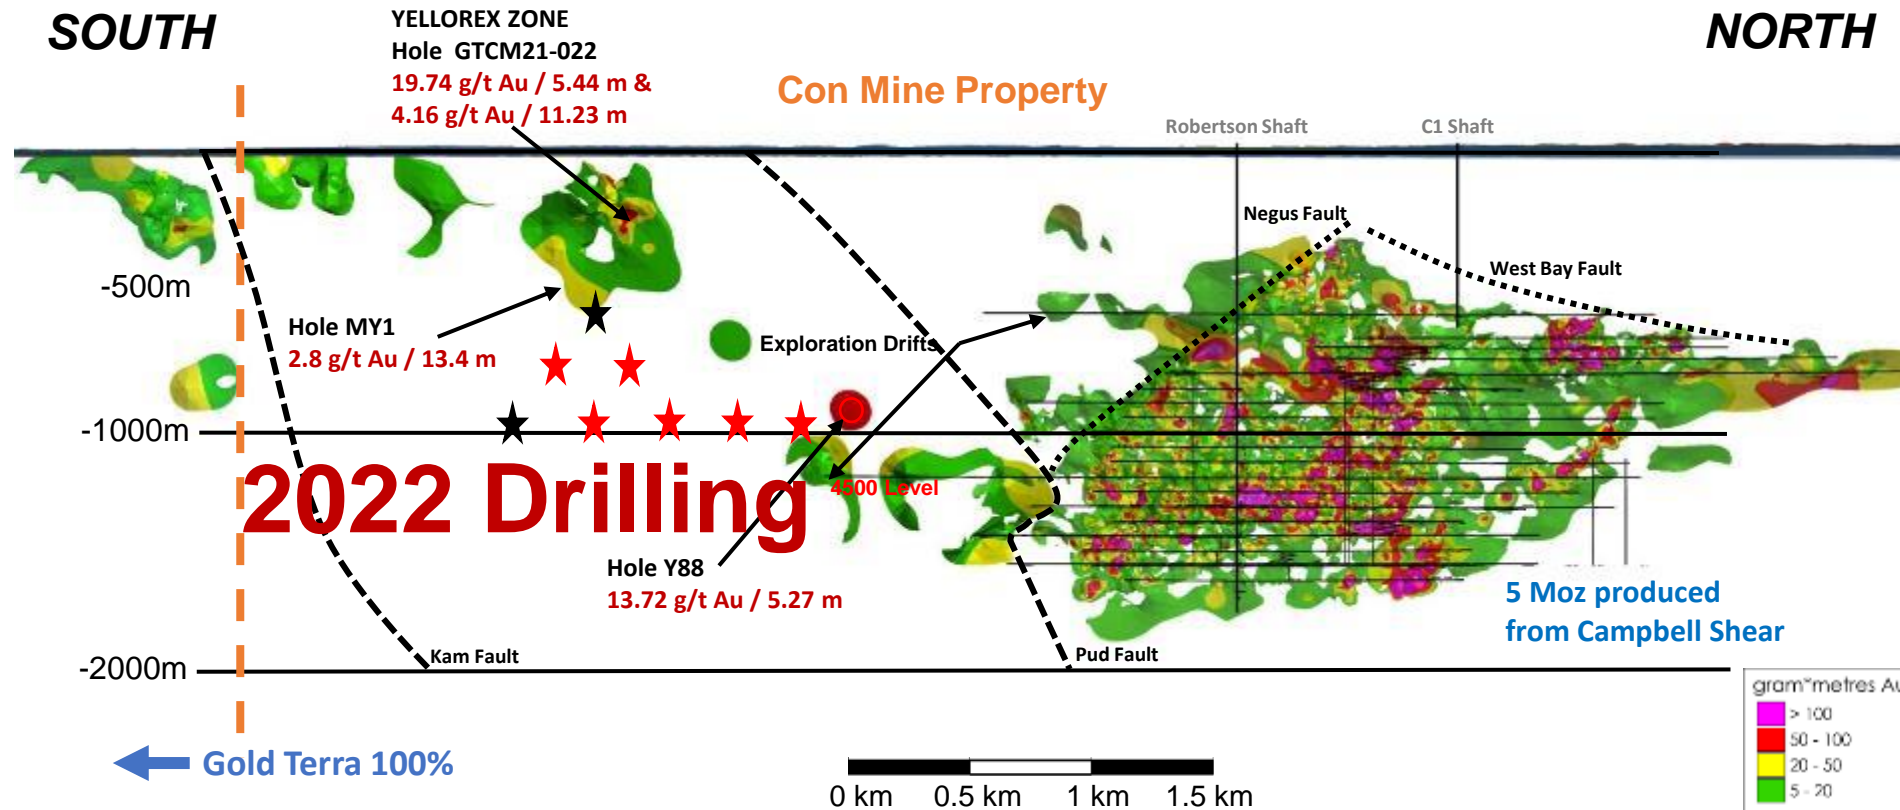 SOUTH
YELLOREX ZONE
Hole GTCM21-022
19.74 g/t Au / 5.44 m &
4.16 g/t Au / 11.23 m
Con Mine Property
NORTH
Robertson Shaft
C1 Shaft
Negus Fault
West Bay Fault
-500m
Hole MY1
2.8 g/t Au / 13.4 m
Exploration Drifts
-1000m
2022 Drilling
4500 Level
Hole Y88
13.72 g/t Au / 5.27 m
5 Moz produced
from Campbell Shear
Kam Fault
Pud Fault
-2000m
gram*metres Au
> 100
50 - 100
20 - 50
5 - 20
Gold Terra 100%
0 km
0.5 km
1 km
1.5 km